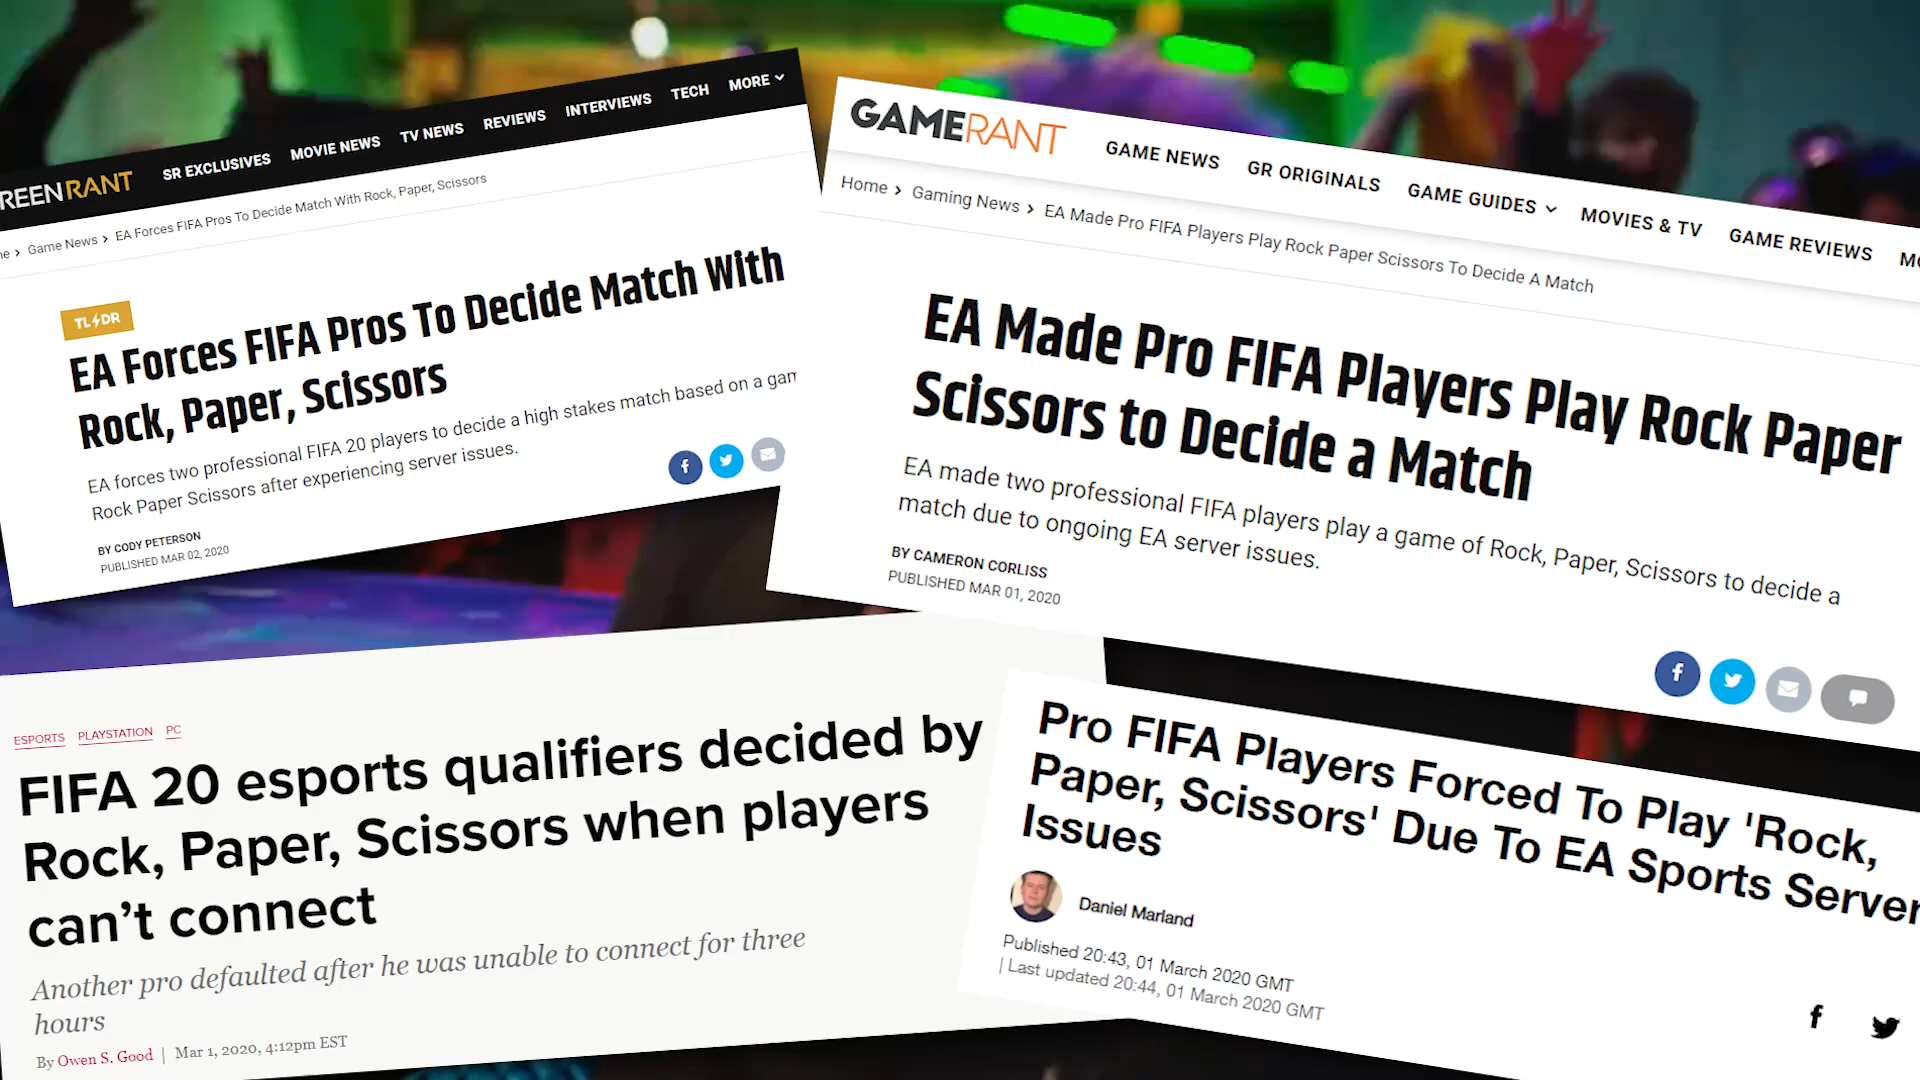 REENRANT
SR EXCLUSIVES MOVIE NEWS TV NEWS REVIEWS INTERVIEWS TECH MORE
Game News > EA Forces FIFA Pros To Decide Match With Rock, Paper, Scissors
TL DR
EA Forces FIFA Pros To Decide Match With
Rock, Paper, Scissors
EA forces two professional FIFA 20 players to decide a high stakes match based on a gam
Rock Paper Scissors after experiencing server issues.
BY CODY PETERSON
PUBLISHED MAR 02, 2020
GAMERANT
GAME NEWS GR ORIGINALS GAME GUIDES MOVIES & TV GAME REVIEWS
Home > Gaming News > EA Made Pro FIFA Players Play Rock Paper Scissors To Decide A Match
EA Made Pro FIFA Players Play Rock Paper
Scissors to Decide a Match
EA made two professional FIFA players play a game of Rock, Paper, Scissors to decide a
match due to ongoing EA server issues.
BY CAMERON CORLISS
PUBLISHED MAR 01, 2020
ESPORTS PLAYSTATION PC
FIFA 20 esports qualifiers decided by
Rock, Paper, Scissors when players
can’t connect
Another pro defaulted after he was unable to connect for three
hours
By Owen S. Good | Mar 1, 2020, 4:12pm EST
Pro FIFA Players Forced To Play 'Rock,
Paper, Scissors' Due To EA Sports Server
Issues
Daniel Marland
Published 20:43, 01 March 2020 GMT
| Last updated 20:44, 01 March 2020 GMT